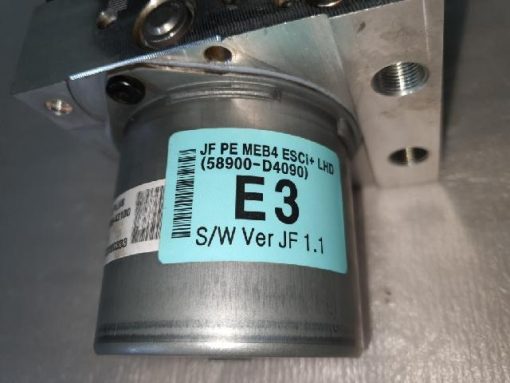 JF PE MEB4 ESCI+ LHD
(58900-D4090)
E3
S/W Ver JF 1.1